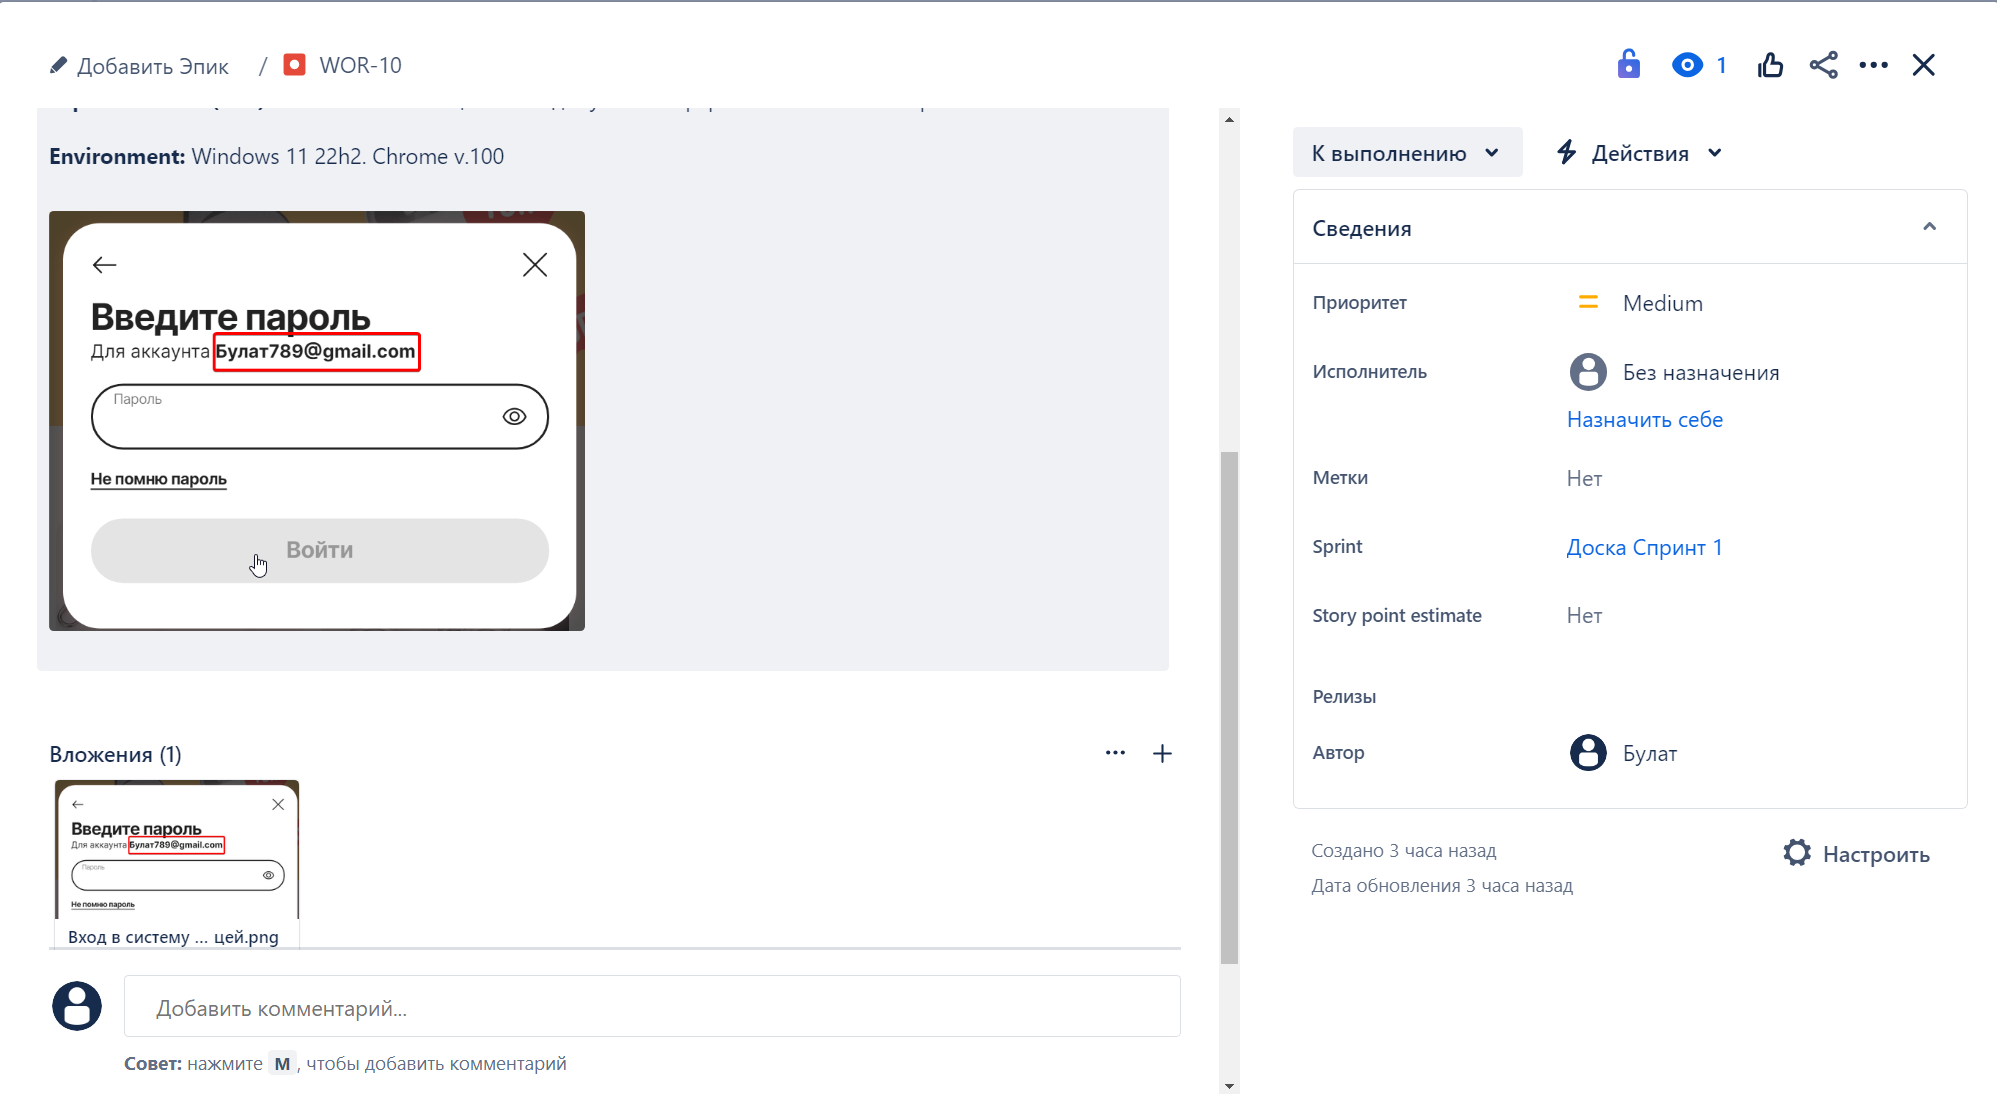 Добавить Эпик / WOR-10
1
Environment: Windows 11 22h2. Chrome v.100
Введите пароль
Для аккаунта Булат789@gmail.com
Пароль
Не помню пароль
Войти
Вложения (1)
Введите пароль
Для аккаунта Булат789@gmail.com
Пароль
Не помню пароль
Вход в систему ... цей.png
Добавить комментарий...
Совет: нажмите M, чтобы добавить комментарий
К выполнению
Действия
Сведения
Приоритет Medium
Исполнитель Без назначения
Назначить себе
Метки Нет
Sprint Доска Спринт 1
Story point estimate Нет
Релизы
Автор Булат
Создано 3 часа назад
Настроить
Дата обновления 3 часа назад